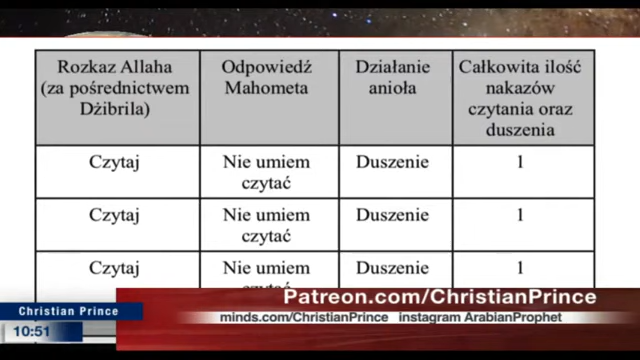 Rozkaz Allaha Odpowiedź Działanie Całkowita ilość
(za pośrednictwem Mahometa anioła nakazów
Dżibrila) czytania oraz
duszenia
Czytaj Nie umiem Duszenie 1
czytać
Czytaj Nie umiem Duszenie 1
czytać
Czytaj Nie umiem Duszenie 1
Patreon.com/ChristianPrince
Christian Prince
minds.com/ChristianPrince instagram ArabianProphet
10:51